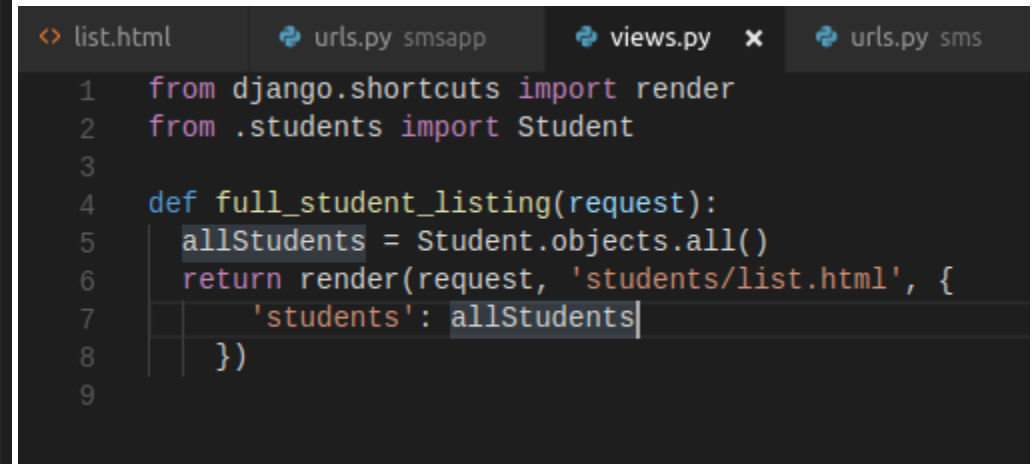 <> list.html urls.py smsapp views.py × urls.py sms
1 from django.shortcuts import render
2 from .students import Student
3
4 def full_student_listing(request):
5 allStudents = Student.objects.all()
6 return render(request, 'students/list.html', {
7 'students': allStudents
8 })
9